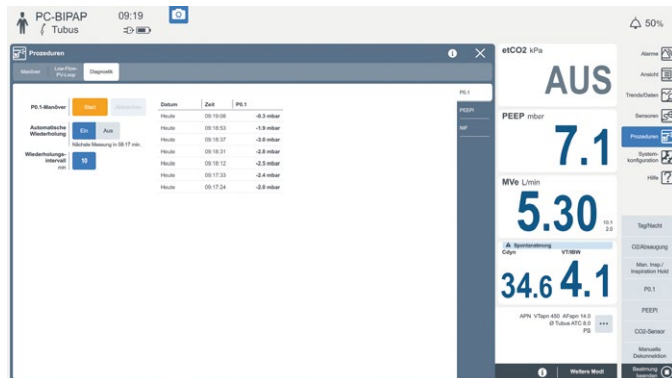 PC-BIPAP 09:19
Tubus
50%
Prozeduren
Manöver Low-Flow- PV-Loop Diagnostik
P0.1-Manöver Start Abbrechen
Automatische Wiederholung Ein Aus
Nächste Messung in 08:17 min.
Wiederholungs- intervall min 10
Datum Zeit P0.1
Heute 09:19:08 -0.3 mbar
Heute 09:18:53 -1.9 mbar
Heute 09:18:37 -3.0 mbar
Heute 09:18:31 -2.8 mbar
Heute 09:18:12 -2.5 mbar
Heute 09:17:33 -2.4 mbar
Heute 09:17:24 -2.0 mbar
P0.1
PEEPi
NIF
etCO2 kPa
AUS
PEEP mbar
7.1
MVe L/min
5.30 10.1
2.0
Spontanatmung
Cdyn VT/IBW
34.6 4.1
APN VTapn 450 AFapn 14.0
Ø Tubus ATC 8.0
PS
Weitere Modi
Alarme
Ansicht
Trends/Daten
Sensoren
Prozeduren
System-
konfiguration
Hilfe
Tag/Nacht
O2/Absaugung
Man. Insp./
Inspiration Hold
P0.1
PEEPi
CO2-Sensor
Manuelle
Dekonnektion
Beatmung
beenden